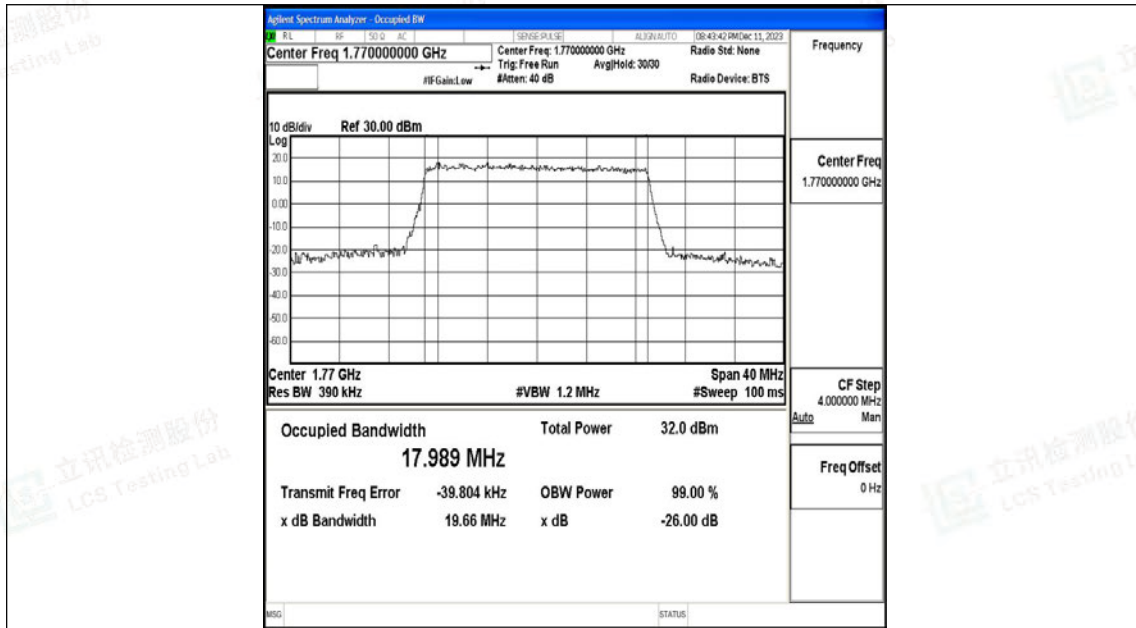 Agilent Spectrum Analyzer - Occupied BW
RL RF 50 Ω AC SENSE:PULSE ALIGN AUTO 08:43:42 PM Dec 11, 2023
Center Freq 1.770000000 GHz
Center Freq: 1.770000000 GHz
Radio Std: None
Trig: Free Run
Avg|Hold: 30/30
#IFGain:Low
#Atten: 40 dB
Radio Device: BTS
10 dB/div
Ref 30.00 dBm
Log
20.0
10.0
0.00
-10.0
-20.0
-30.0
-40.0
-50.0
-60.0
Center 1.77 GHz
Span 40 MHz
Res BW 390 kHz
#VBW 1.2 MHz
#Sweep 100 ms
Occupied Bandwidth
Total Power
32.0 dBm
17.989 MHz
Transmit Freq Error
-39.804 kHz
OBW Power
99.00 %
x dB Bandwidth
19.66 MHz
x dB
-26.00 dB
MSG
STATUS
Frequency
Center Freq
1.770000000 GHz
CF Step
4.000000 MHz
Auto
Man
Freq Offset
0 Hz
立讯检测股份
LCS Testing Lab
立讯检测股份
LCS Testing L